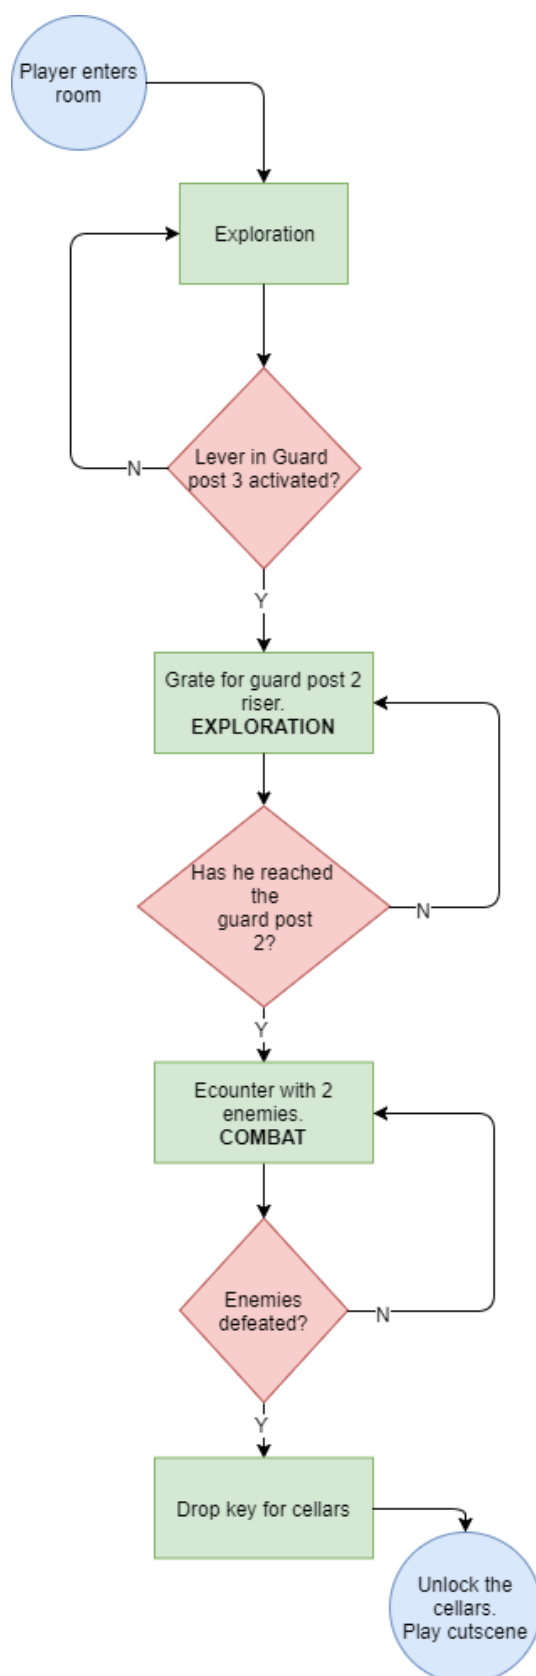 Player enters
room
Exploration
Lever in Guard
post 3 activated?
N
Y
Grate for guard post 2
riser.
EXPLORATION
Has he reached
the
guard post
2?
N
Y
Ecounter with 2
enemies.
COMBAT
Enemies
defeated?
N
Y
Drop key for cellars
Unlock the
cellars.
Play cutscene